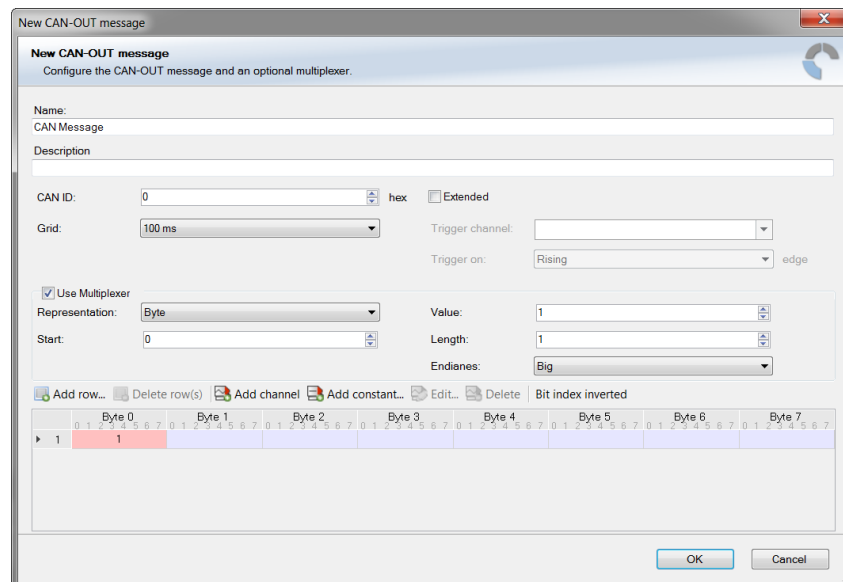 New CAN-OUT message
New CAN-OUT message
Configure the CAN-OUT message and an optional multiplexer.
Name:
CAN Message
Description
CAN ID: 0 hex Extended
Grid: 100 ms Trigger channel:
Trigger on: Rising edge
Use Multiplexer
Representation: Byte Value: 1
Start: 0 Length: 1
Endianes: Big
Add row... Delete row(s) Add channel Add constant... Edit... Delete Bit index inverted
Byte 0 Byte 1 Byte 2 Byte 3 Byte 4 Byte 5 Byte 6 Byte 7
0 1 2 3 4 5 6 7 0 1 2 3 4 5 6 7 0 1 2 3 4 5 6 7 0 1 2 3 4 5 6 7 0 1 2 3 4 5 6 7 0 1 2 3 4 5 6 7 0 1 2 3 4 5 6 7 0 1 2 3 4 5 6 7
1 1
OK Cancel